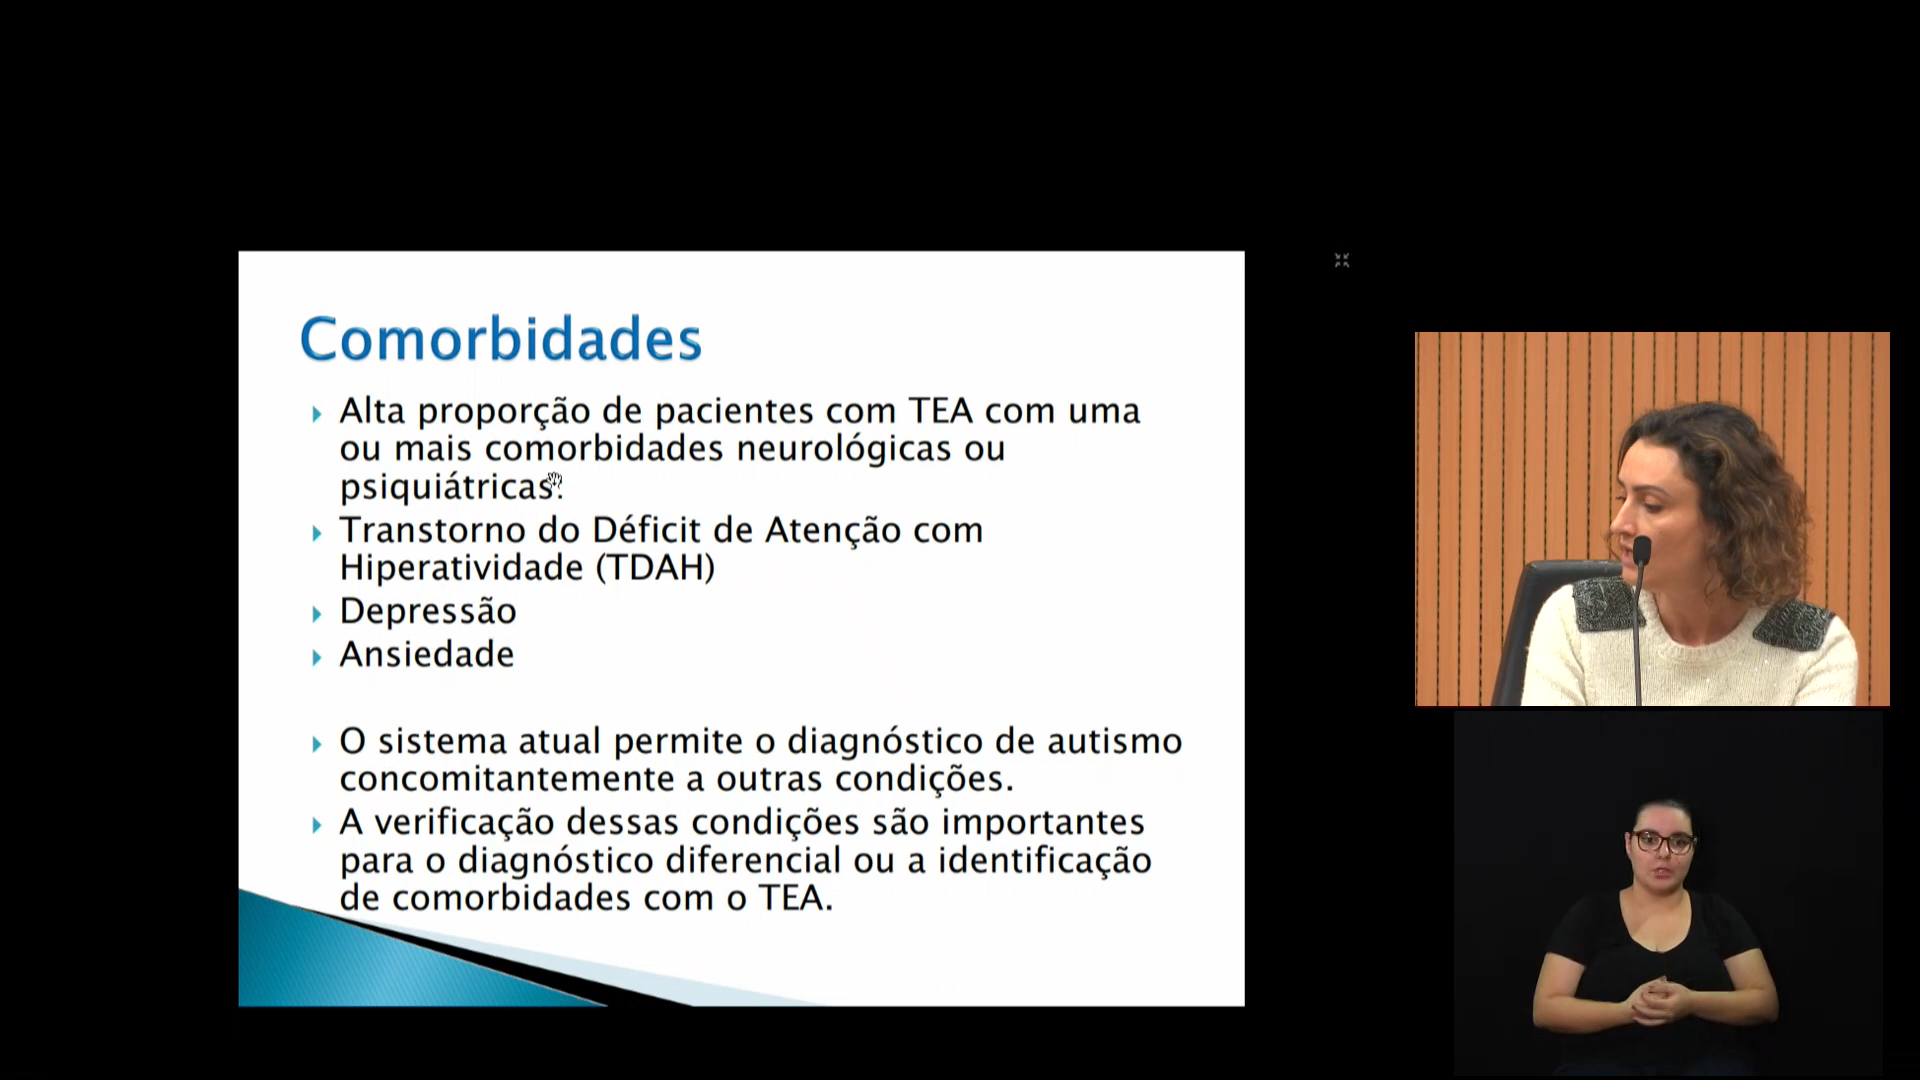 Comorbidades
Alta proporção de pacientes com TEA com uma
ou mais comorbidades neurológicas ou
psiquiátricas:
Transtorno do Déficit de Atenção com
Hiperatividade (TDAH)
Depressão
Ansiedade
O sistema atual permite o diagnóstico de autismo
concomitantemente a outras condições.
A verificação dessas condições são importantes
para o diagnóstico diferencial ou a identificação
de comorbidades com o TEA.